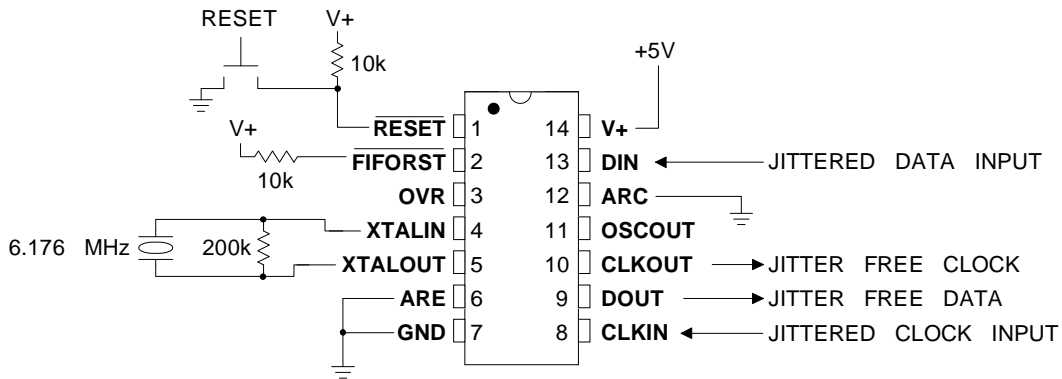 RESET
V+
10k
+5V
V+
10k
RESET 1
FIFORST 2
OVR 3
XTALIN 4
XTALOUT 5
ARE 6
GND 7
6.176 MHz
200k
14 V+
13 DIN JITTERED DATA INPUT
12 ARC
11 OSCOUT
10 CLKOUT JITTER FREE CLOCK
9 DOUT JITTER FREE DATA
8 CLKIN JITTERED CLOCK INPUT